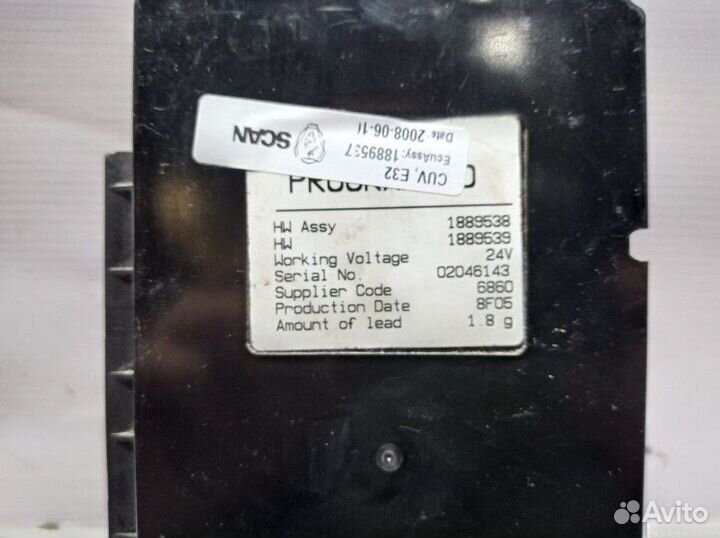 CUV, E32
EcuAssy: 1889537
Date: 2008-06-1
SCAN
HW Assy 1889538
HW 1889539
Working Voltage 24V
Serial No. 02046143
Supplier Code 6860
Production Date 8F05
Amount of lead 1.8 g
Avito